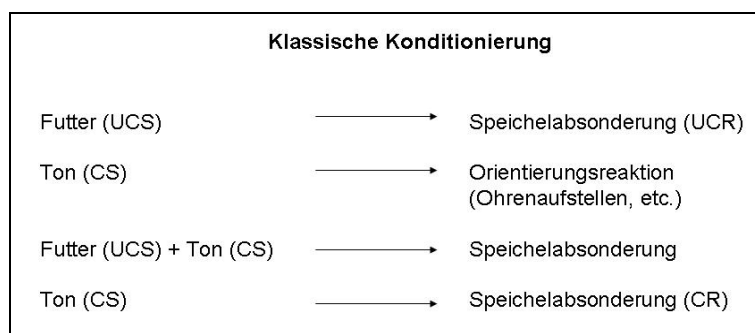 Klassische Konditionierung
Futter (UCS) Speichelabsonderung (UCR)
Ton (CS) Orientierungsreaktion
(Ohrenaufstellen, etc.)
Futter (UCS) + Ton (CS) Speichelabsonderung
Ton (CS) Speichelabsonderung (CR)